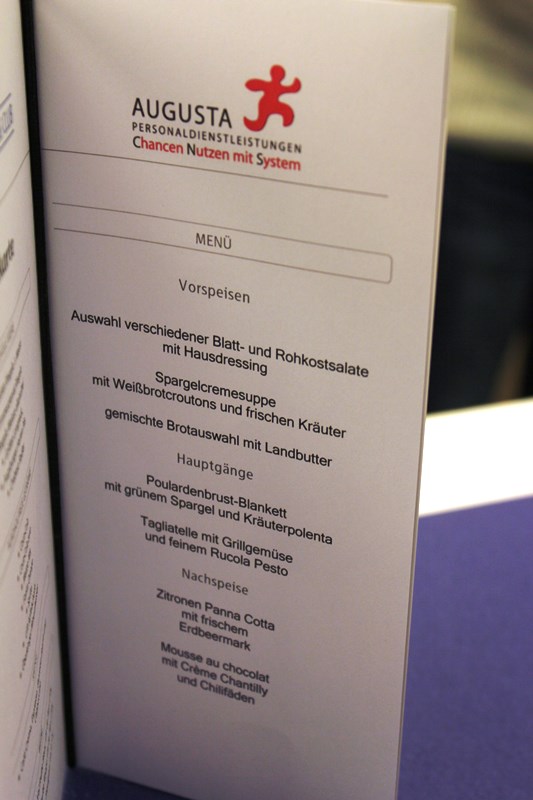 AUGUSTA
PERSONALDIENSTLEISTUNGEN
Chancen Nutzen mit System
MENÜ
Vorspeisen
Auswahl verschiedener Blatt- und Rohkostsalate
mit Hausdressing
Spargelcremesuppe
mit Weißbrotcroutons und frischen Kräuter
gemischte Brotauswahl mit Landbutter
Hauptgänge
Poulardenbrust-Blankett
mit grünem Spargel und Kräuterpolenta
Tagliatelle mit Grillgemüse
und feinem Rucola Pesto
Nachspeise
Zitronen Panna Cotta
mit frischem
Erdbeermark
Mousse au chocolat
mit Crême Chantilly
und Chilifäden